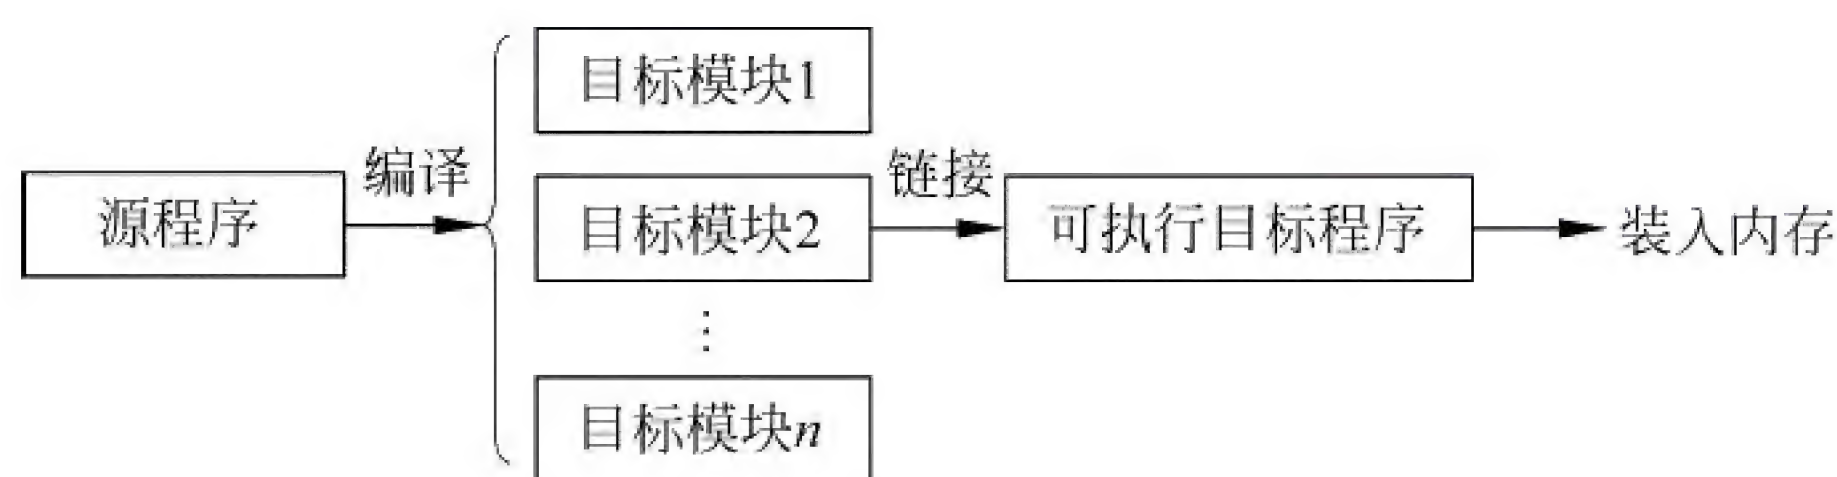 目标模块1
编译
链接
源程序
目标模块2
可执行目标程序
装入内存
⋮
目标模块n